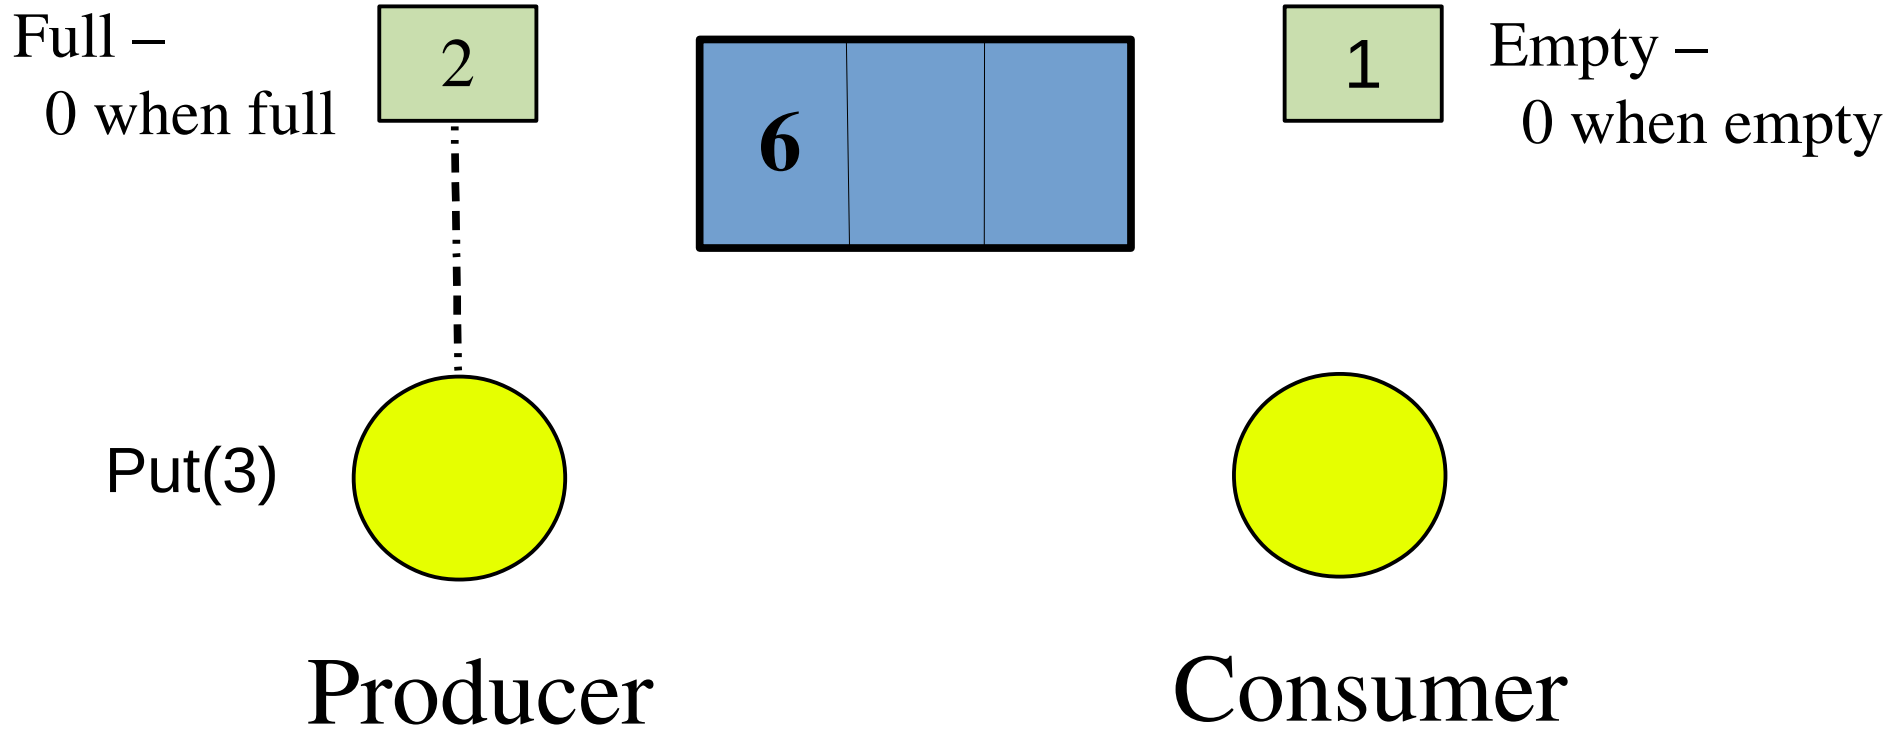 Full –
0 when full
2
6
1
Empty –
0 when empty
Put(3)
Producer
Consumer